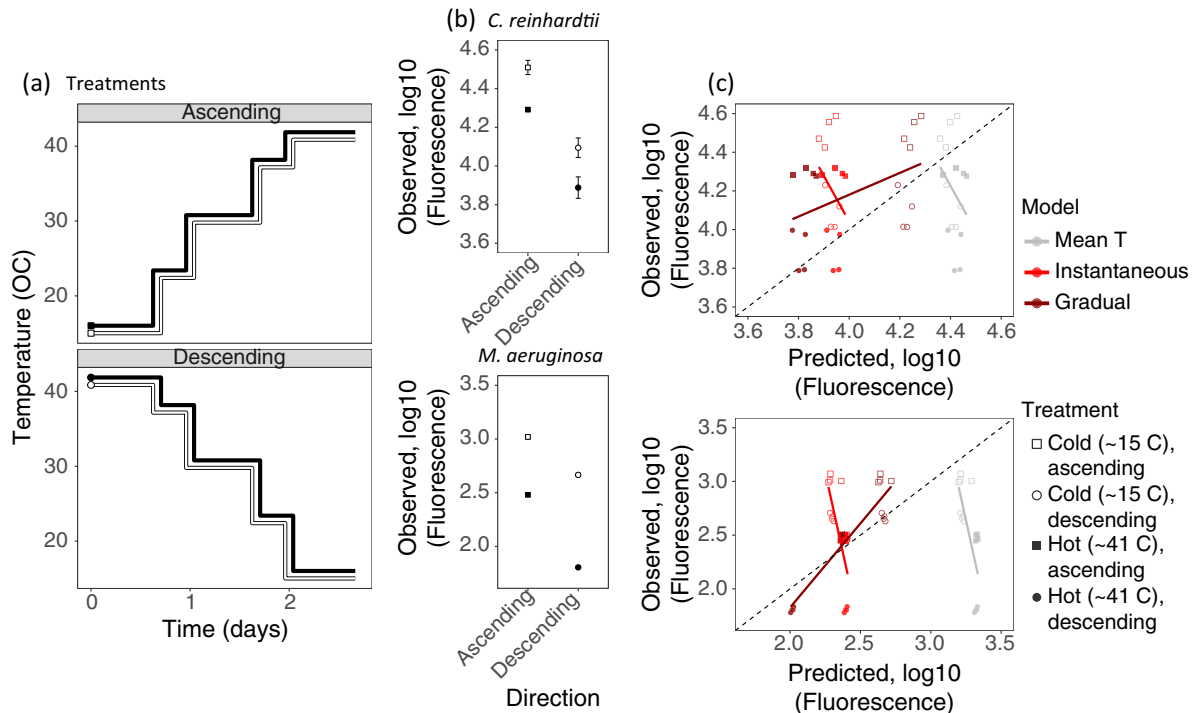 (a) Treatments
Ascending
40
30
20
Descending
40
30
20
0
1
2
Time (days)
Temperature (OC)
(b) C. reinhardtii
4.6
4.4
4.2
4.0
3.8
3.6
Observed, log10
(Fluorescence)
Ascending
Descending
M. aeruginosa
3.5
3.0
2.5
2.0
Observed, log10
(Fluorescence)
Ascending
Descending
Direction
(c)
4.6
4.4
4.2
4.0
3.8
3.6
Observed, log10
(Fluorescence)
3.6
3.8
4.0
4.2
4.4
4.6
Predicted, log10
(Fluorescence)
Model
Mean T
Instantaneous
Gradual
3.5
3.0
2.5
2.0
Observed, log10
(Fluorescence)
2.0
2.5
3.0
3.5
Predicted, log10
(Fluorescence)
Treatment
Cold (~15 C),
ascending
Cold (~15 C),
descending
Hot (~41 C),
ascending
Hot (~41 C),
descending